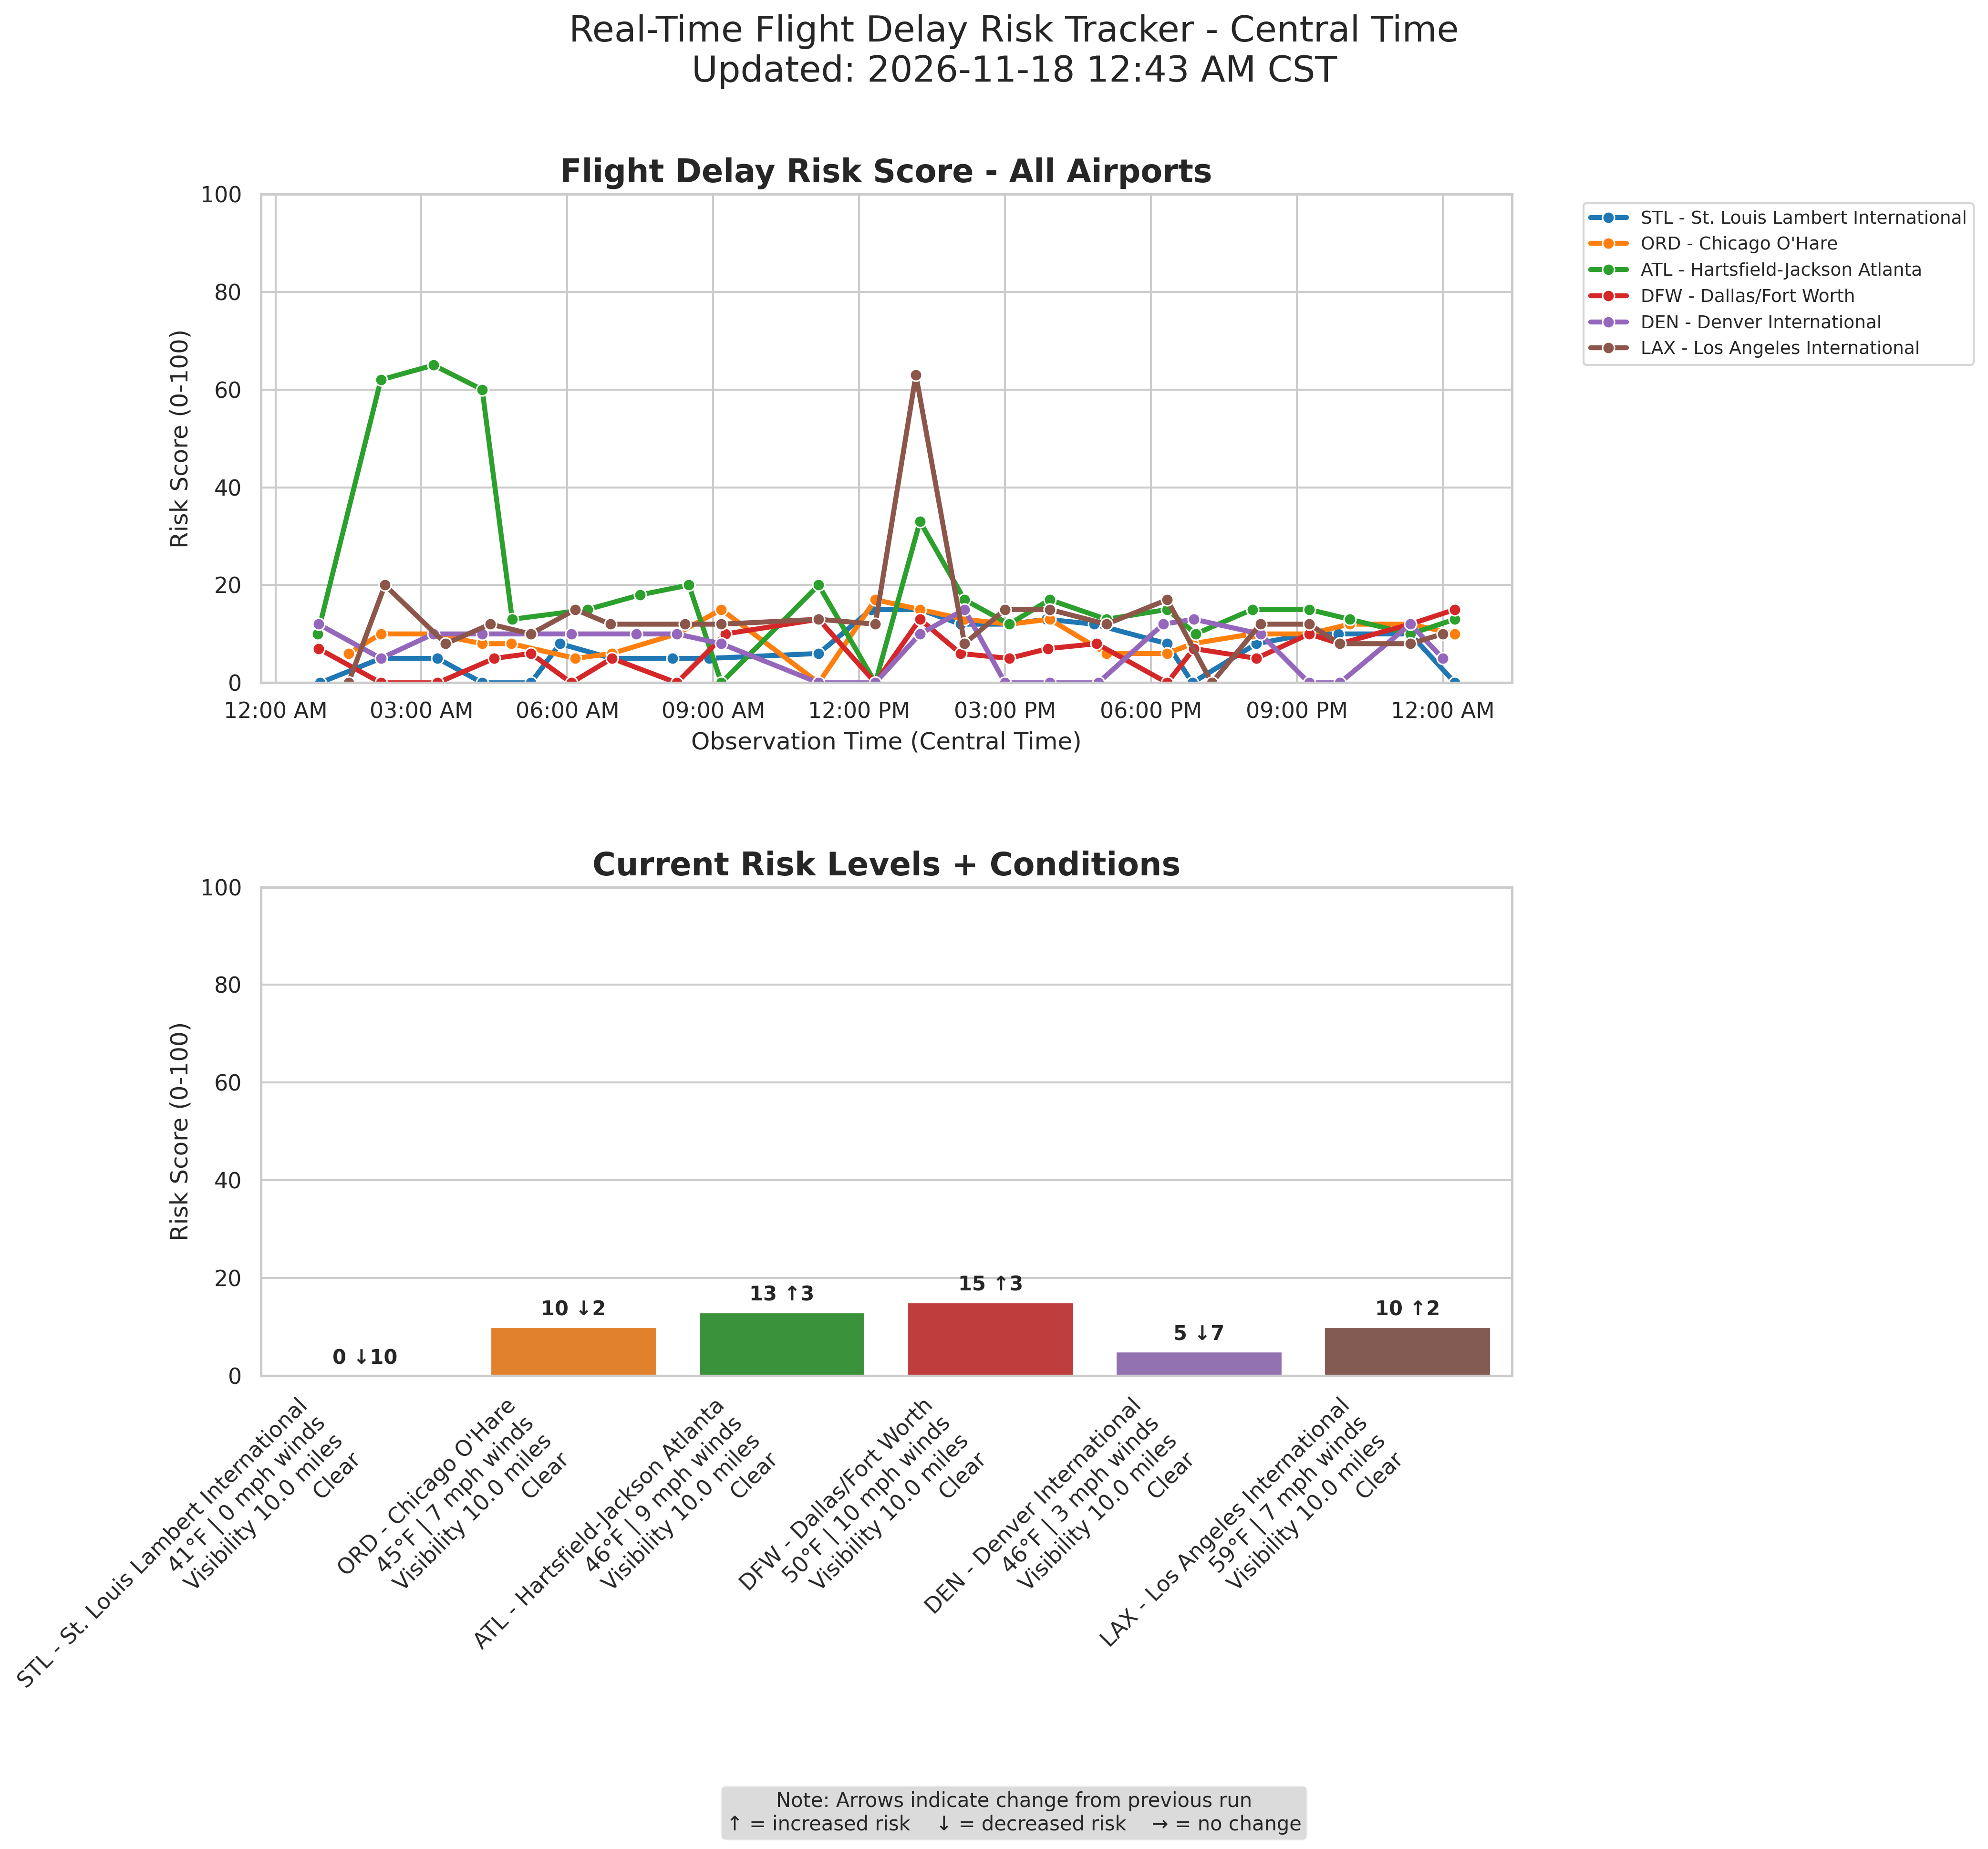 Real-Time Flight Delay Risk Tracker - Central Time
Updated: 2026-11-18 12:43 AM CST
Flight Delay Risk Score - All Airports
100
80
60
40
20
0
Risk Score (0-100)
12:00 AM
03:00 AM
06:00 AM
09:00 AM
12:00 PM
03:00 PM
06:00 PM
09:00 PM
12:00 AM
Observation Time (Central Time)
STL - St. Louis Lambert International
ORD - Chicago O'Hare
ATL - Hartsfield-Jackson Atlanta
DFW - Dallas/Fort Worth
DEN - Denver International
LAX - Los Angeles International
Current Risk Levels + Conditions
100
80
60
40
20
0
Risk Score (0-100)
0 ↓10
10 ↓2
13 ↑3
15 ↑3
5 ↓7
10 ↑2
STL - St. Louis Lambert International
41°F | 0 mph winds
Visibility 10.0 miles
Clear
ORD - Chicago O'Hare
45°F | 7 mph winds
Visibility 10.0 miles
Clear
ATL - Hartsfield-Jackson Atlanta
46°F | 9 mph winds
Visibility 10.0 miles
Clear
DFW - Dallas/Fort Worth
50°F | 10 mph winds
Visibility 10.0 miles
Clear
DEN - Denver International
46°F | 3 mph winds
Visibility 10.0 miles
Clear
LAX - Los Angeles International
59°F | 7 mph winds
Visibility 10.0 miles
Clear
Note: Arrows indicate change from previous run
↑ = increased risk ↓ = decreased risk → = no change